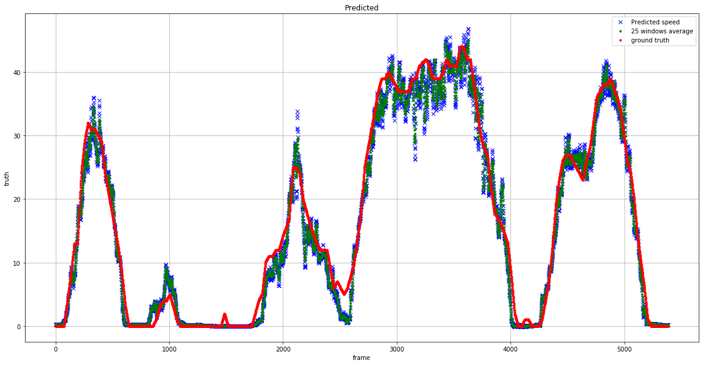 Predicted
Predicted speed
25 windows average
ground truth
truth
40
30
20
10
0
0 1000 2000 3000 4000 5000
frame